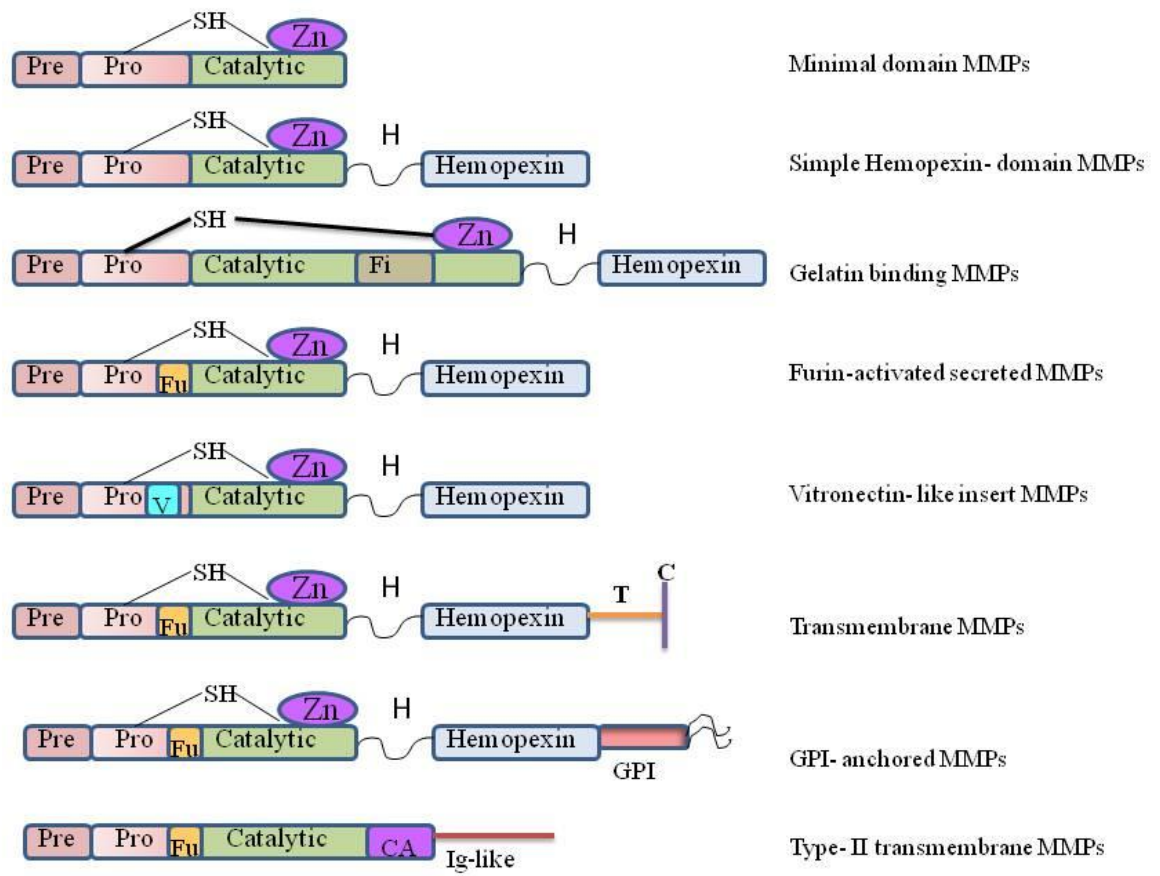 SH
Zn
Pre Pro Catalytic
Minimal domain MMPs
SH
Zn
H
Pre Pro Catalytic Hemopexin
Simple Hemopexin- domain MMPs
SH
Zn
H
Pre Pro Catalytic Fi Hemopexin
Gelatin binding MMPs
SH
Zn
H
Pre Pro Fu Catalytic Hemopexin
Furin-activated secreted MMPs
SH
Zn
H
Pre Pro V Catalytic Hemopexin
Vitronectin- like insert MMPs
SH
Zn
H
T
C
Pre Pro Fu Catalytic Hemopexin
Transmembrane MMPs
SH
Zn
H
Pre Pro Fu Catalytic Hemopexin
GPI
GPI- anchored MMPs
Pre Pro Fu Catalytic CA
Ig-like
Type- II transmembrane MMPs